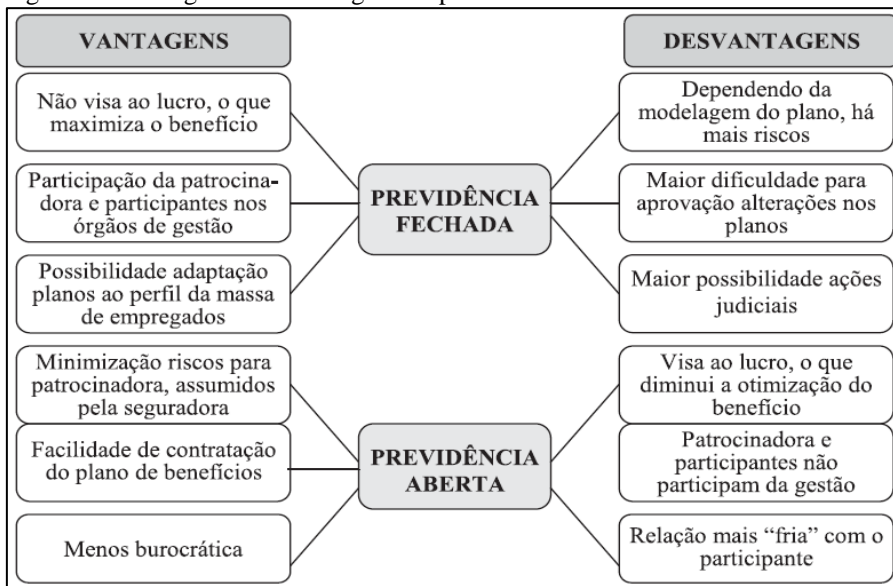 VANTAGENS
DESVANTAGENS
Não visa ao lucro, o que
maximiza o benefício
Participação da patrocina-
dora e participantes nos
órgãos de gestão
Possibilidade adaptação
planos ao perfil da massa
de empregados
PREVIDÊNCIA
FECHADA
Dependendo da
modelagem do plano, há
mais riscos
Maior dificuldade para
aprovação alterações nos
planos
Maior possibilidade ações
judiciais
Minimização riscos para
patrocinadora, assumidos
pela seguradora
Facilidade de contratação
do plano de benefícios
Menos burocrática
PREVIDÊNCIA
ABERTA
Visa ao lucro, o que
diminui a otimização do
benefício
Patrocinadora e
participantes não
participam da gestão
Relação mais “fria” com o
participante